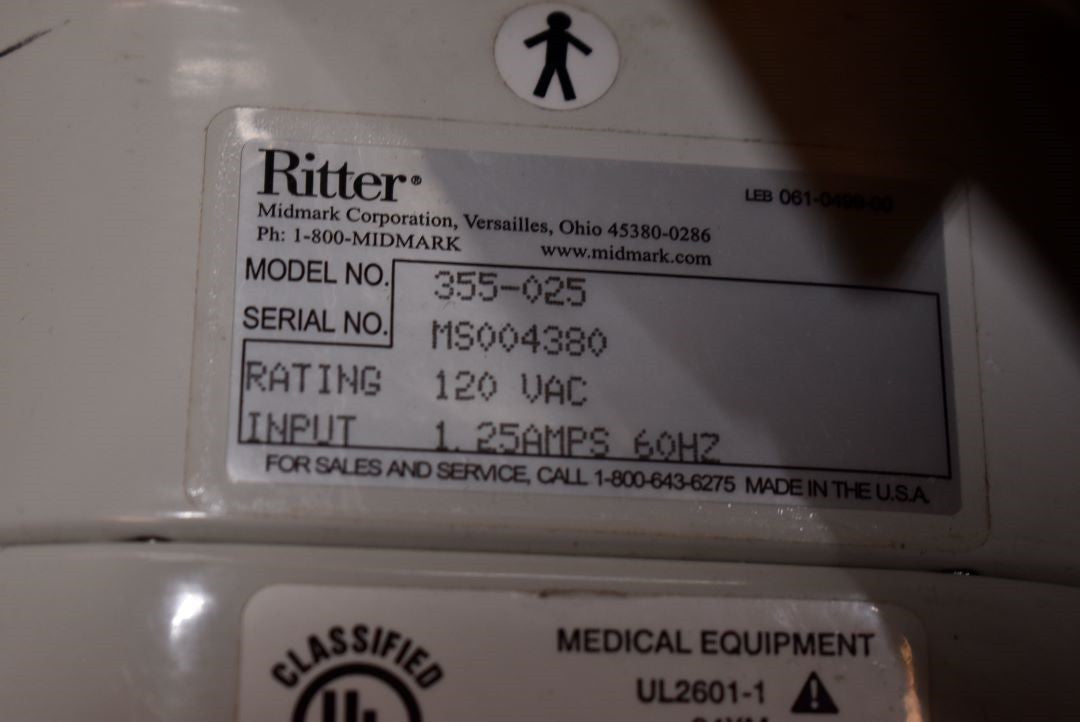 Ritter®
LEB 061-0499-00
Midmark Corporation, Versailles, Ohio 45380-0286
Ph: 1-800-MIDMARK www.midmark.com
MODEL NO. 355-025
SERIAL NO. MS004380
RATING 120 VAC
INPUT 1.25AMPS 60HZ
FOR SALES AND SERVICE, CALL 1-800-643-6275 MADE IN THE U.S.A.
CLASSIFIED
UL
MEDICAL EQUIPMENT
UL2601-1